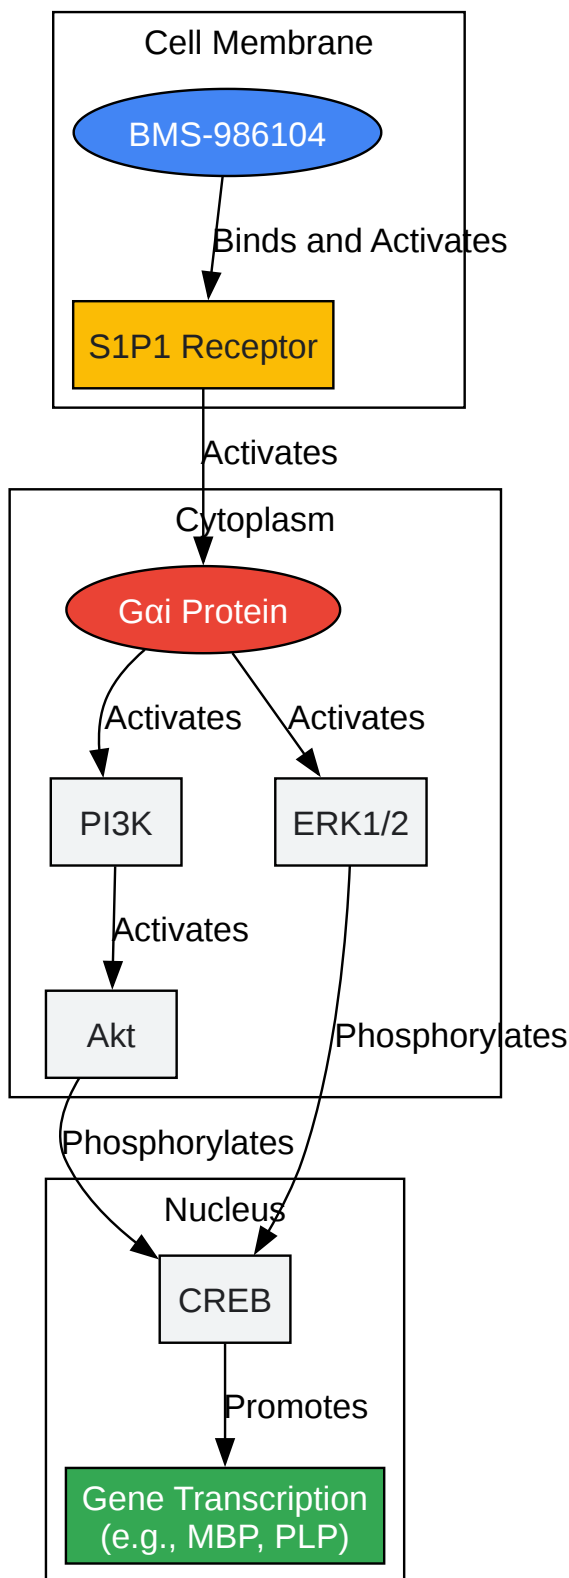 Cell Membrane
BMS-986104
Binds and Activates
S1P1 Receptor
Activates
Cytoplasm
Gαi Protein
Activates
Activates
PI3K
ERK1/2
Activates
Akt
Phosphorylates
Phosphorylates
Nucleus
CREB
Promotes
Gene Transcription
(e.g., MBP, PLP)